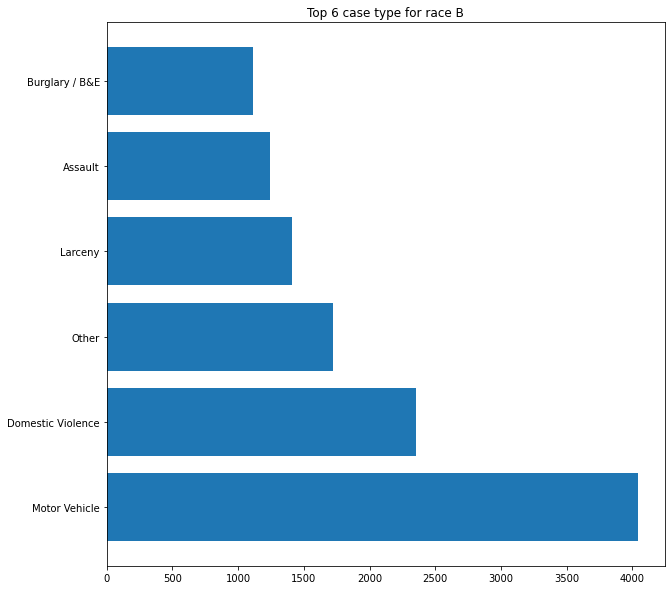 Top 6 case type for race B
Burglary / B&E
Assault
Larceny
Other
Domestic Violence
Motor Vehicle
0 500 1000 1500 2000 2500 3000 3500 4000